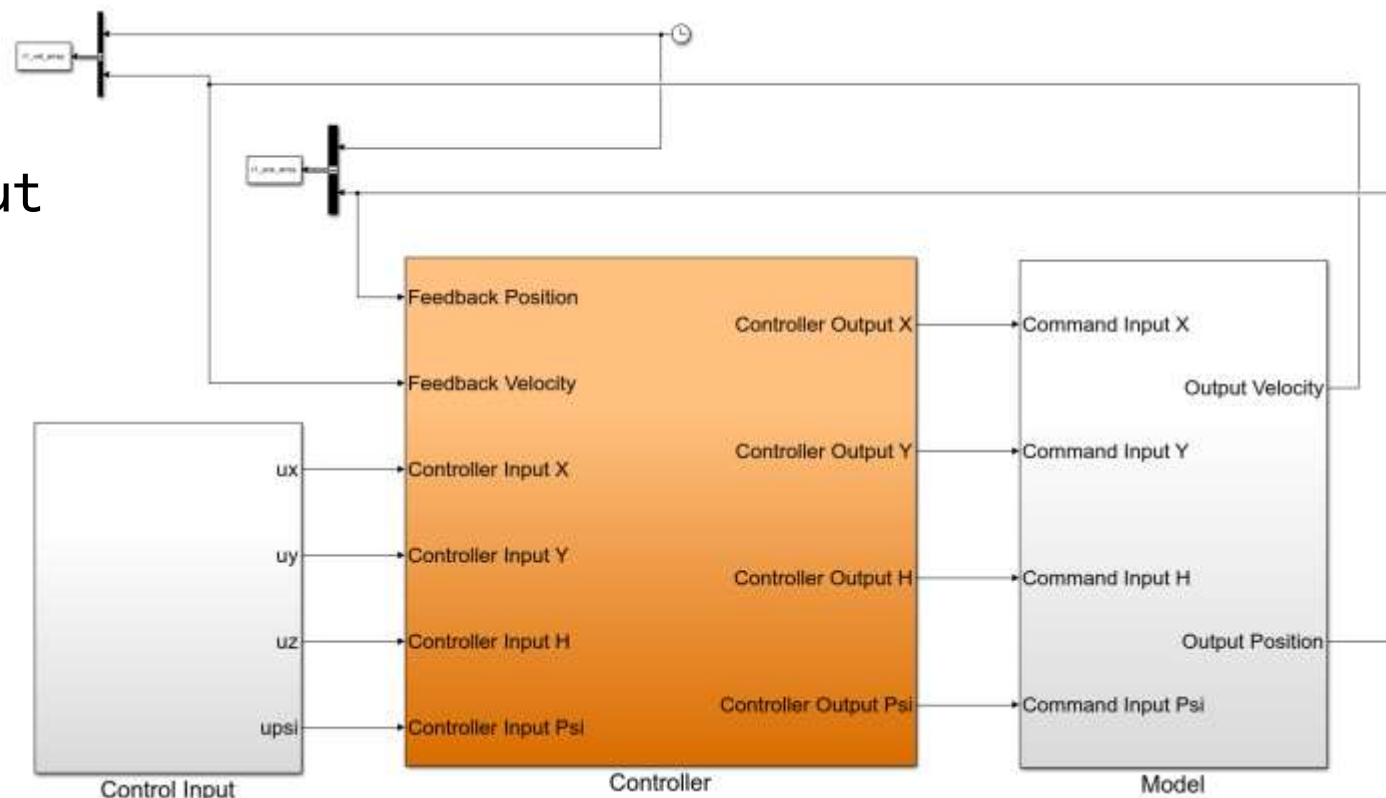 ut
Feedback Position
Feedback Velocity
Controller Input X
Controller Input Y
Controller Input H
Controller Input Psi
Controller Output X
Controller Output Y
Controller Output H
Controller Output Psi
Command Input X
Command Input Y
Command Input H
Command Input Psi
Output Velocity
Output Position
ux
uy
uz
upsi
Control Input
Controller
Model